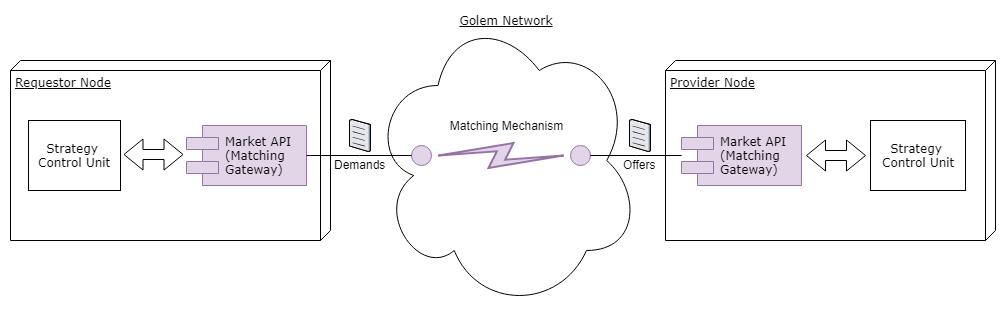 Golem Network
Requestor Node
Provider Node
Strategy
Control Unit
Market API
(Matching
Gateway)
Demands
Matching Mechanism
Offers
Market API
(Matching
Gateway)
Strategy
Control Unit